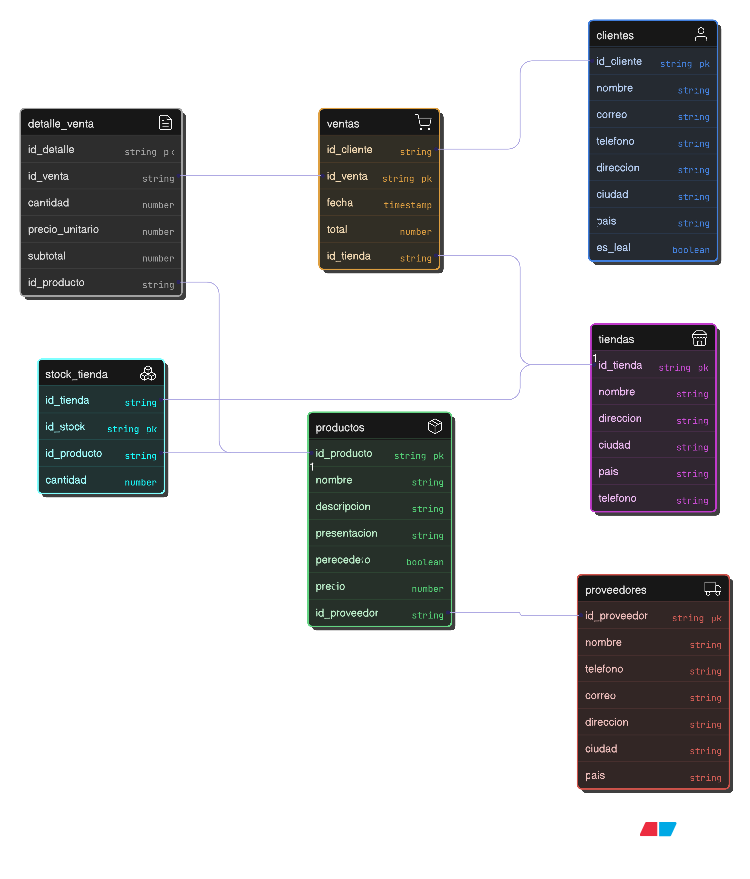 clientes
id_cliente string pk
nombre string
correo string
telefono string
direccion string
ciudad string
pais string
es_leal boolean
detalle_venta
id_detalle string pk
id_venta string
cantidad number
precio_unitario number
subtotal number
id_producto string
ventas
id_cliente string
id_venta string pk
fecha timestamp
total number
id_tienda string
tiendas
1
id_tienda string pk
nombre string
direccion string
ciudad string
pais string
telefono string
stock_tienda
id_tienda string
id_stock string pk
id_producto string
cantidad number
productos
id_producto string pk
1
nombre string
descripcion string
presentacion string
perecedero boolean
precio number
id_proveedor string
proveedores
id_proveedor string pk
nombre string
telefono string
correo string
direccion string
ciudad string
pais string